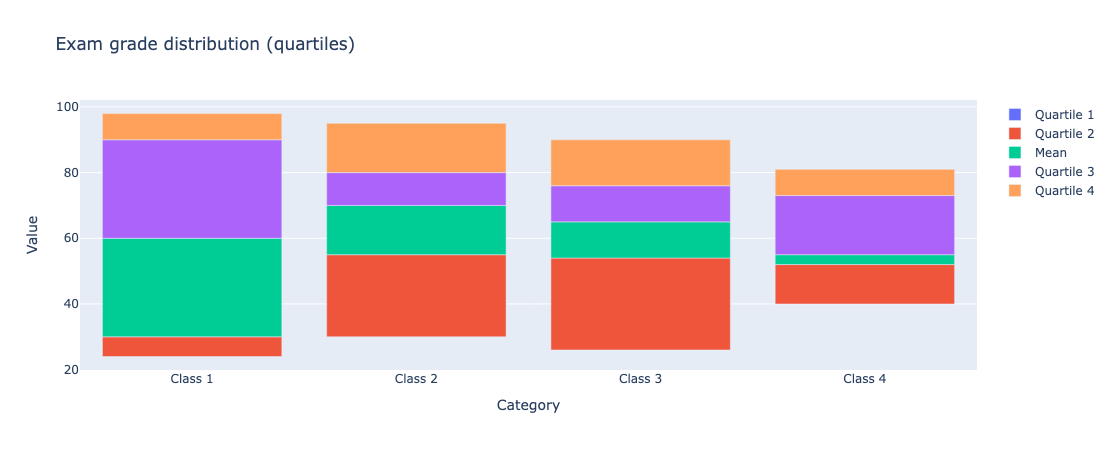 Exam grade distribution (quartiles)
100
80
60
40
20
Value
Class 1
Class 2
Class 3
Class 4
Category
Quartile 1
Quartile 2
Mean
Quartile 3
Quartile 4